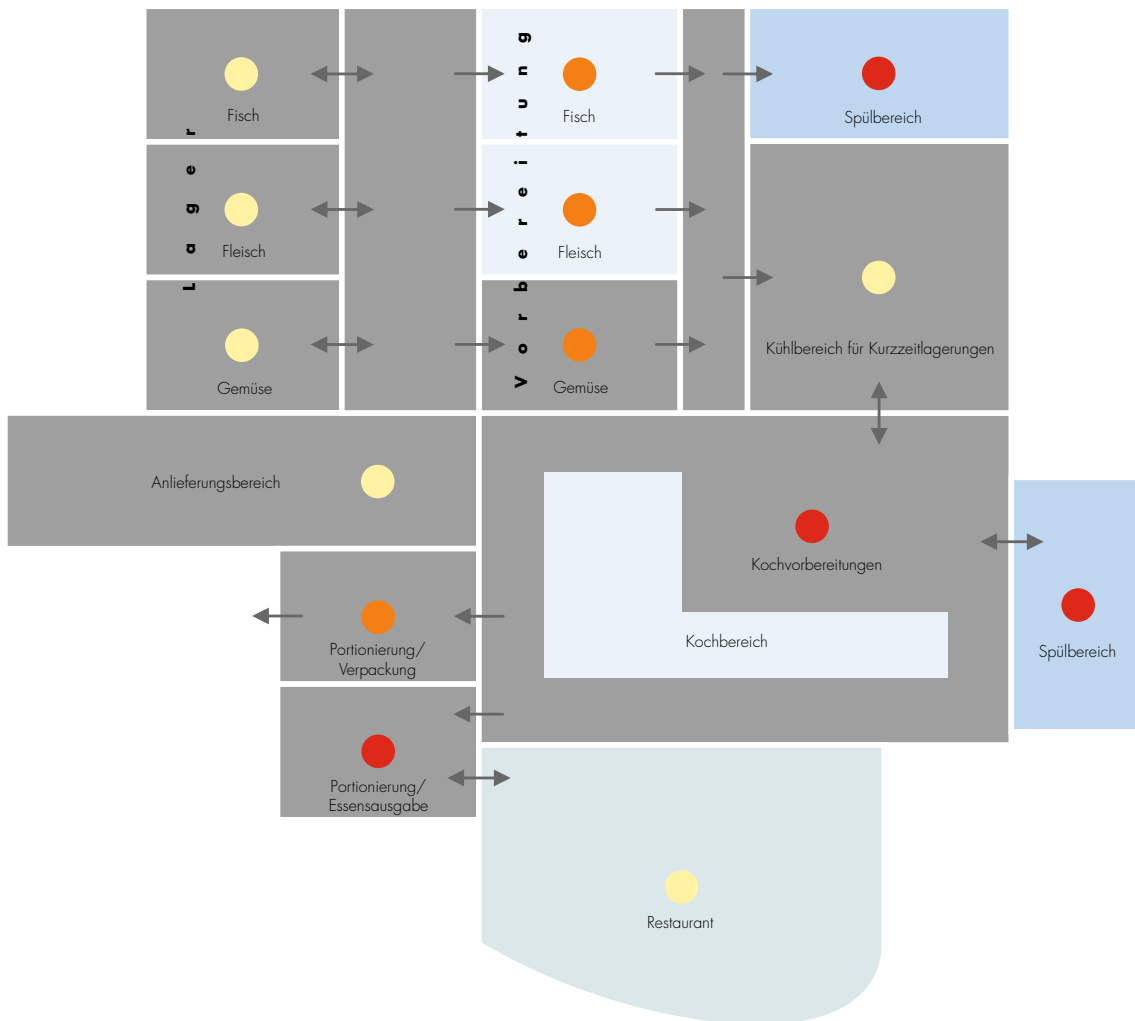 Lager
Fisch
Fleisch
Gemüse
Vorbereitung
Fisch
Fleisch
Gemüse
Spülbereich
Kühlbereich für Kurzzeitlagerungen
Anlieferungsbereich
Kochvorbereitungen
Kochbereich
Spülbereich
Portionierung/
Verpackung
Portionierung/
Essensausgabe
Restaurant